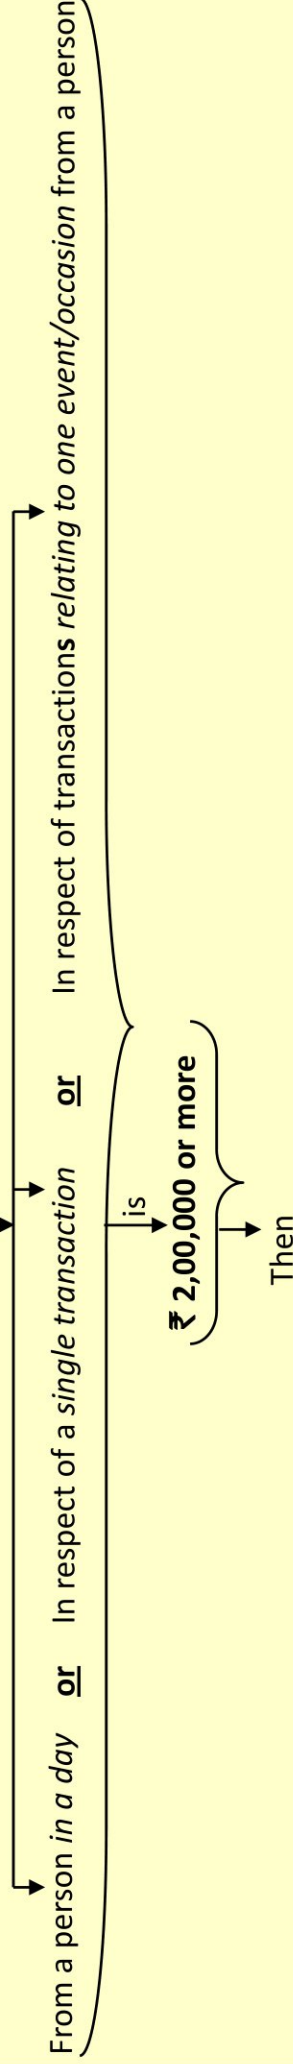 From a person in a day or In respect of a single transaction or In respect of transactions relating to one event/occasion from a person
is
₹ 2,00,000 or more
Then